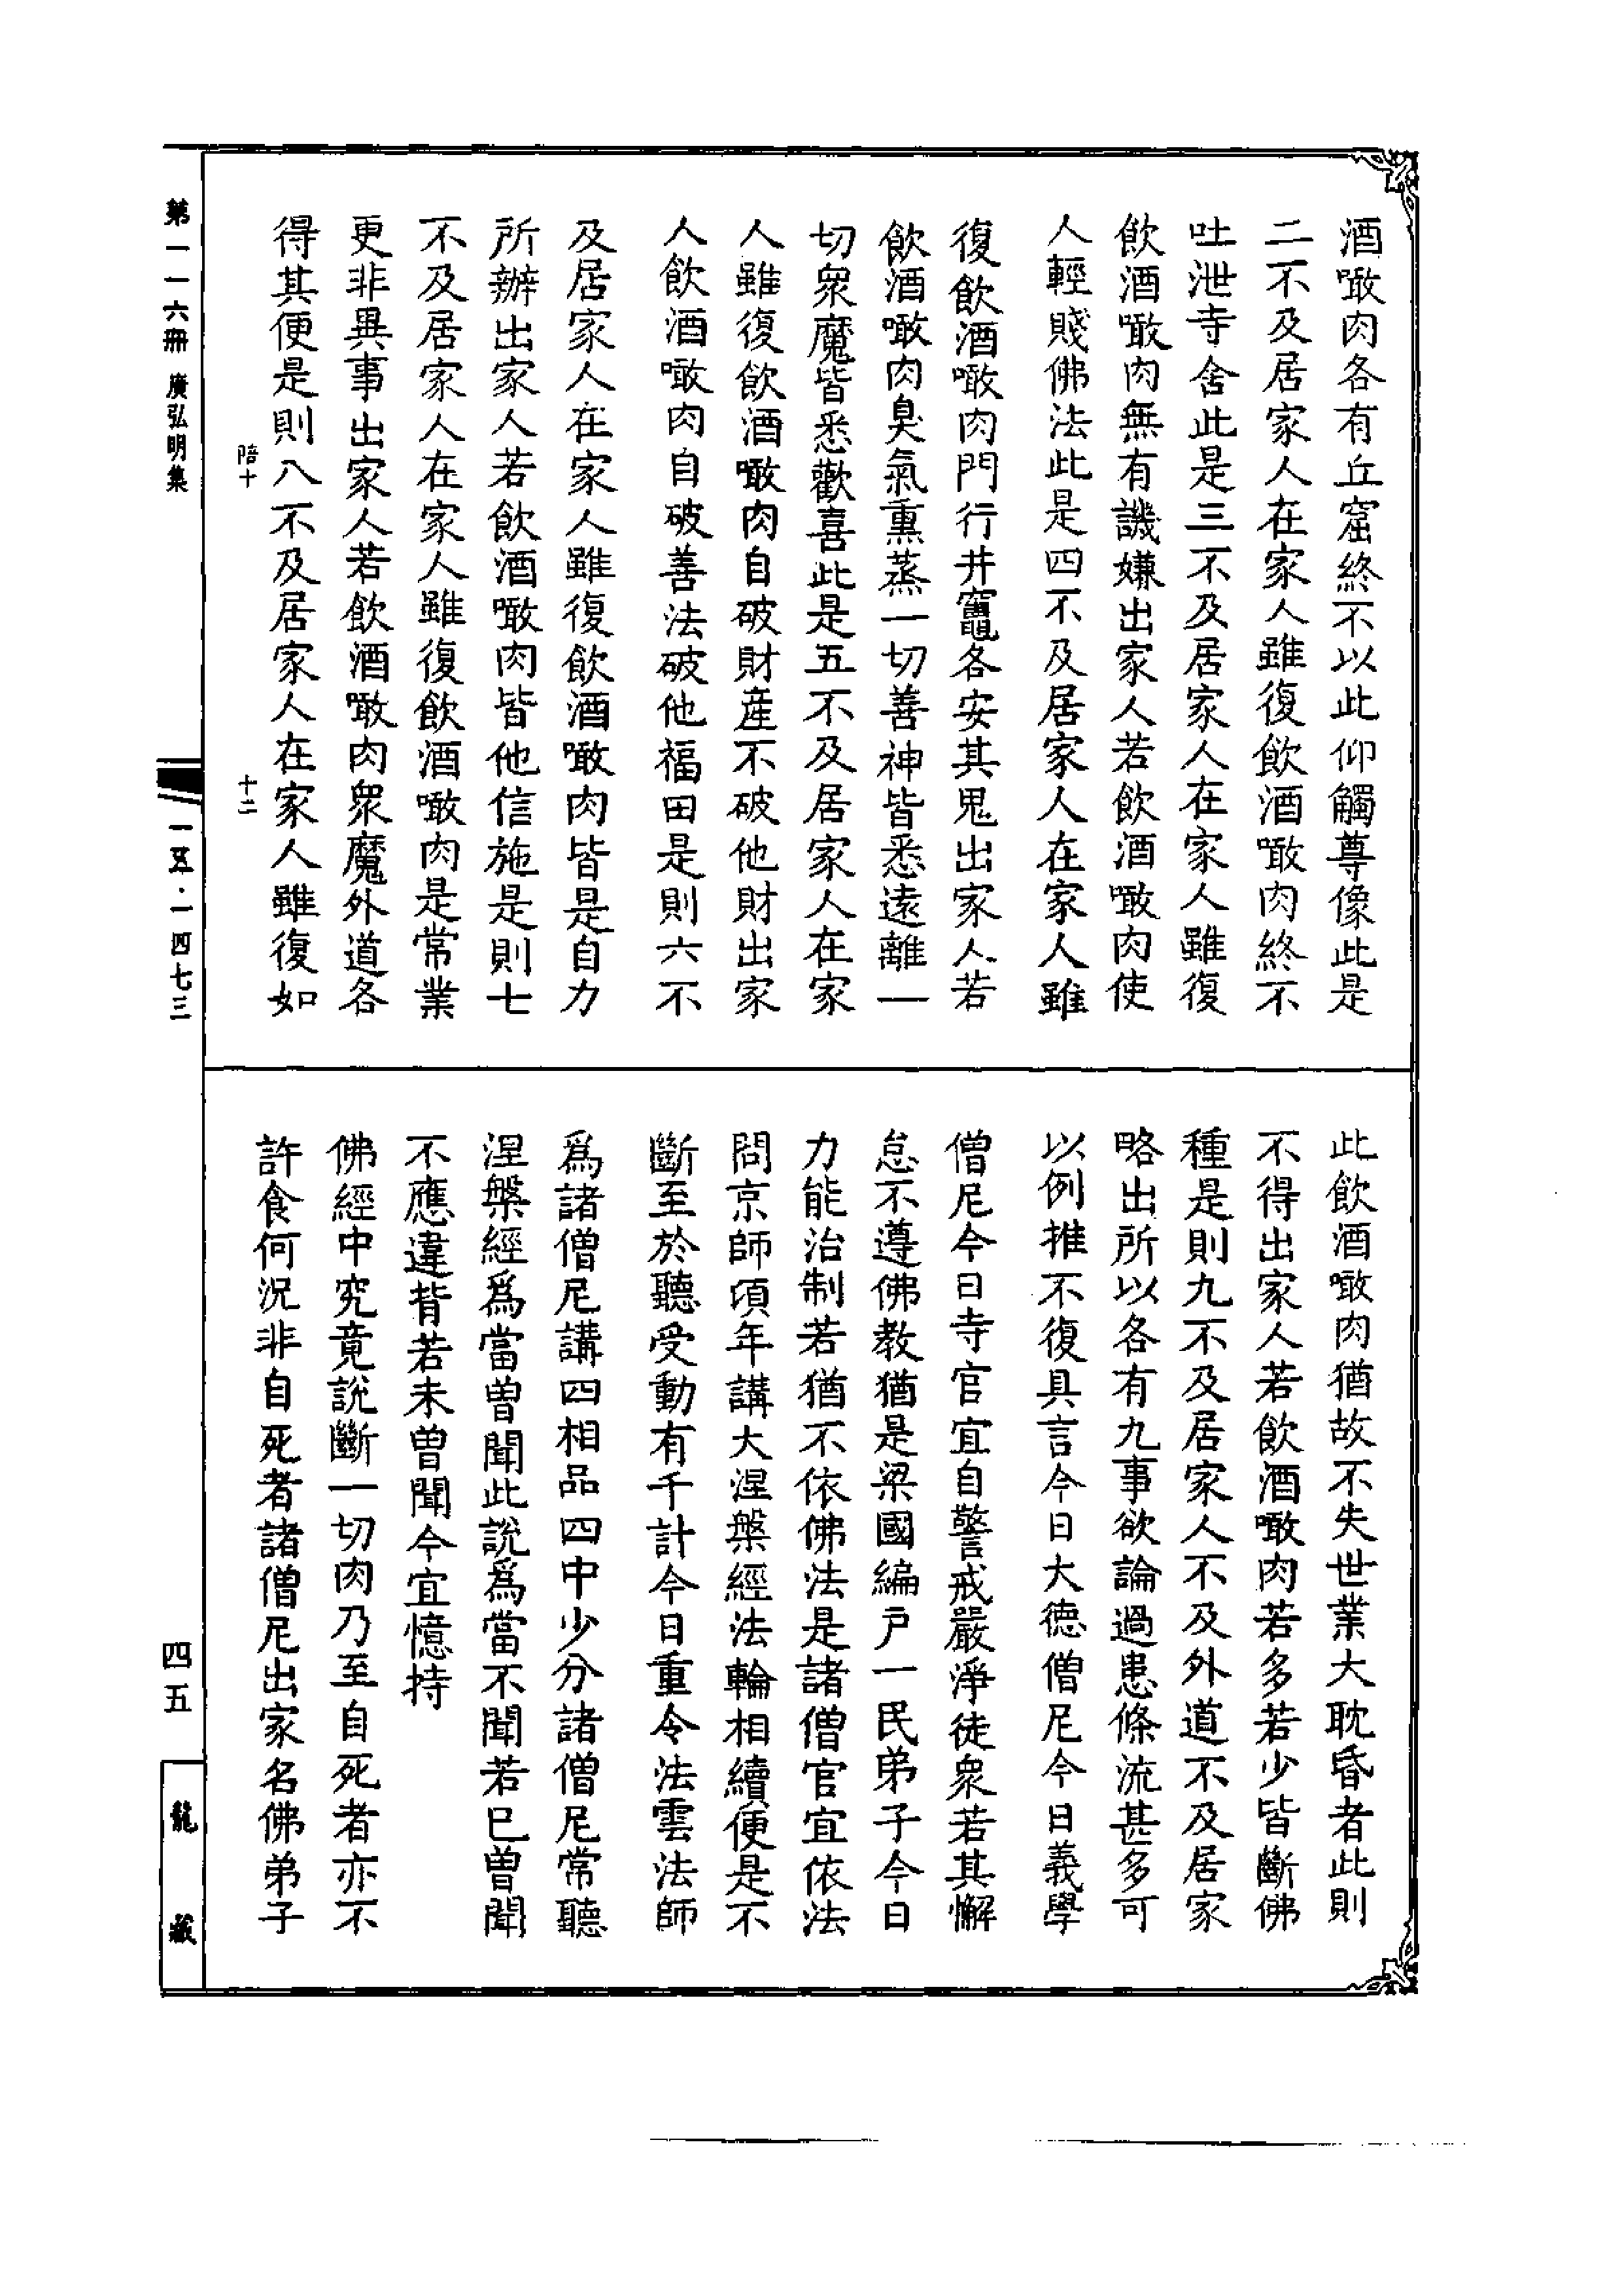 酒噉肉各有丘窟終不以此仰觸尊像此是
二不及居家人在家人雖復飲酒噉肉終不
吐泄寺舍此是三不及居家人在家人雖復
飲酒噉肉無有譏嫌出家人若飲酒噉肉使
人輕賤佛法此是四不及居家人在家人雖
復飲酒噉肉門行井竈各安其鬼出家人若
飲酒噉肉臭氣熏蒸一切善神皆悉遠離一
切衆魔皆悉歡喜此是五不及居家人在家
人雖復飲酒噉肉自破財産不破他財出家
人飲酒噉肉自破善法破他福田是則六不
及居家人在家人雖復飲酒噉肉皆是自力
所辦出家人若飲酒噉肉皆他信施是則七
不及居家人在家人雖復飲酒噉肉是常業
更非異事出家人若飲酒噉肉衆魔外道各
得其便是則八不及居家人在家人雖復如
陪十 十二
此飲酒噉肉猶故不失世業大耽昏者此則
不得出家人若飲酒噉肉若多若少皆斷佛
種是則九不及居家人不及外道不及居家
略出所以各有九事欲論過患條流甚多可
以例推不復具言今日大德僧尼今日義學
僧尼今日寺官宜自警戒嚴淨徒衆若其懈
怠不遵佛教猶是梁國編戶一民弟子今日
力能治制若猶不依佛法是諸僧官宜依法
問京師頃年講大涅槃經法輪相續便是不
斷至於聽受動有千計今日重令法雲法師
爲諸僧尼講四相品四中少分諸僧尼常聽
涅槃經爲當曽聞此說爲當不聞若已曽聞
不應違背若未曽聞今宜憶持
佛經中究竟說斷一切肉乃至自死者亦不
許食何況非自死者諸僧尼出家名佛弟子
第一一六冊 廣弘明集
一五·一四七三
四五
龍藏